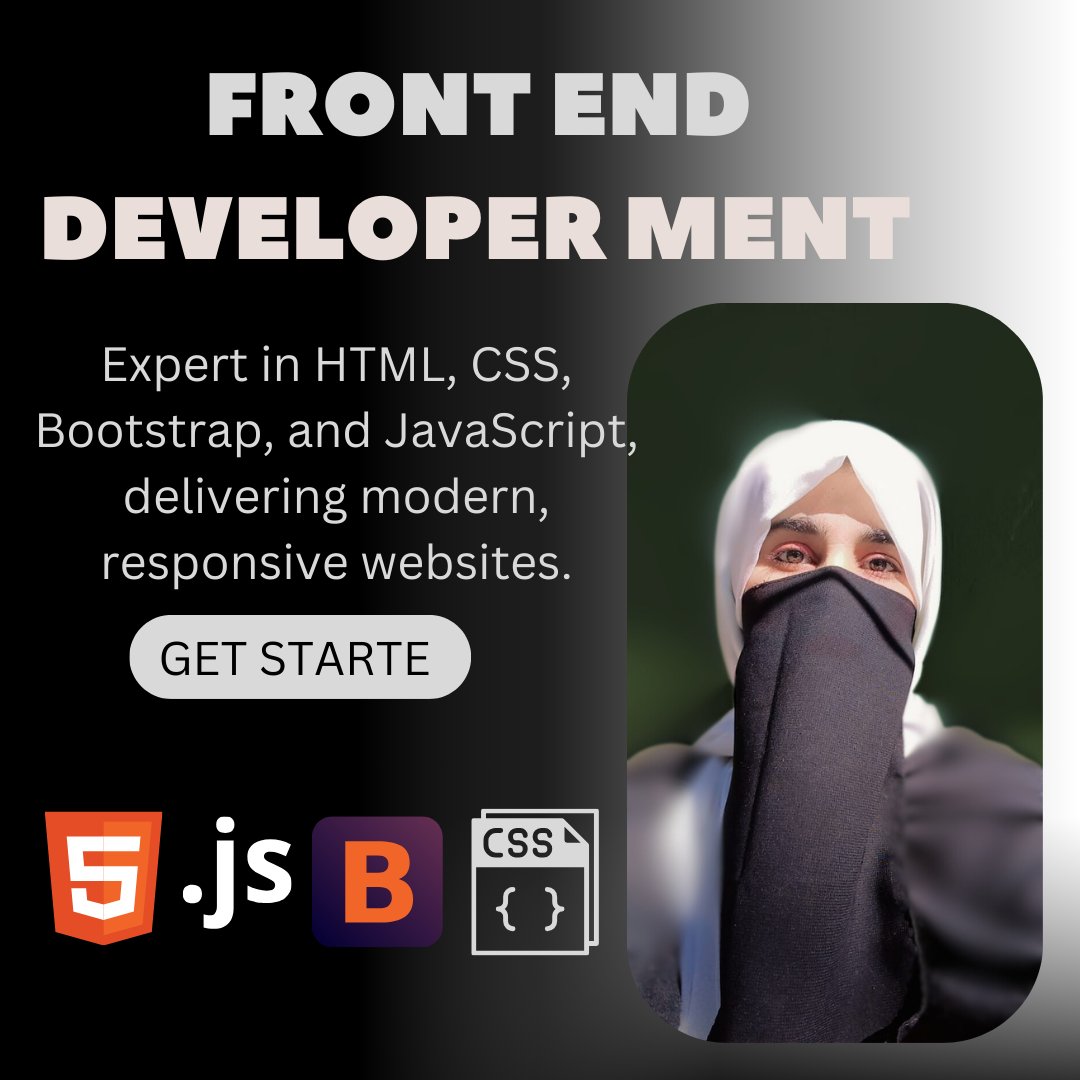 FRONT END
DEVELOPER MENT
Expert in HTML, CSS,
Bootstrap, and JavaScript,
delivering modern,
responsive websites.
GET STARTE
5 .js B CSS
{ }